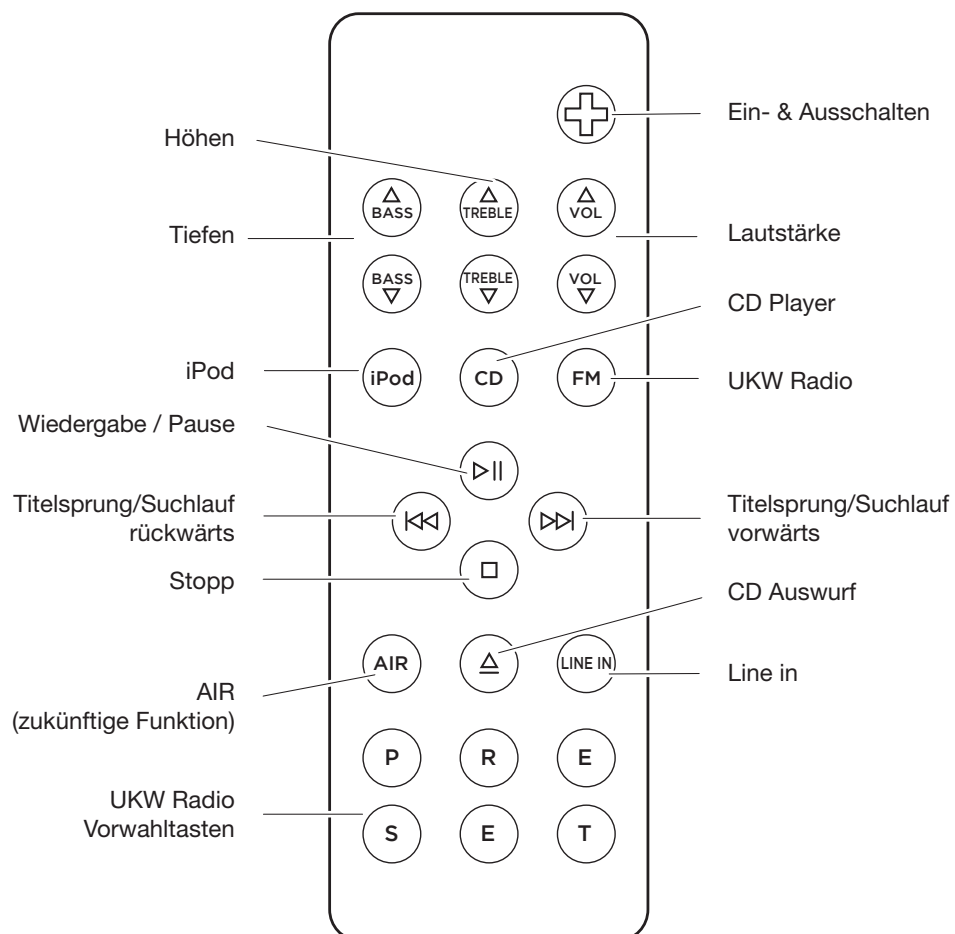 Ein- & Ausschalten
Höhen
BASS
TREBLE
VOL
Tiefen
Lautstärke
BASS
TREBLE
VOL
CD Player
iPod
iPod
CD
FM
UKW Radio
Wiedergabe / Pause
Titelsprung/Suchlauf
rückwärts
Titelsprung/Suchlauf
vorwärts
Stopp
CD Auswurf
AIR
LINE IN
Line in
AIR
(zukünftige Funktion)
P R E
UKW Radio
Vorwahltasten
S E T